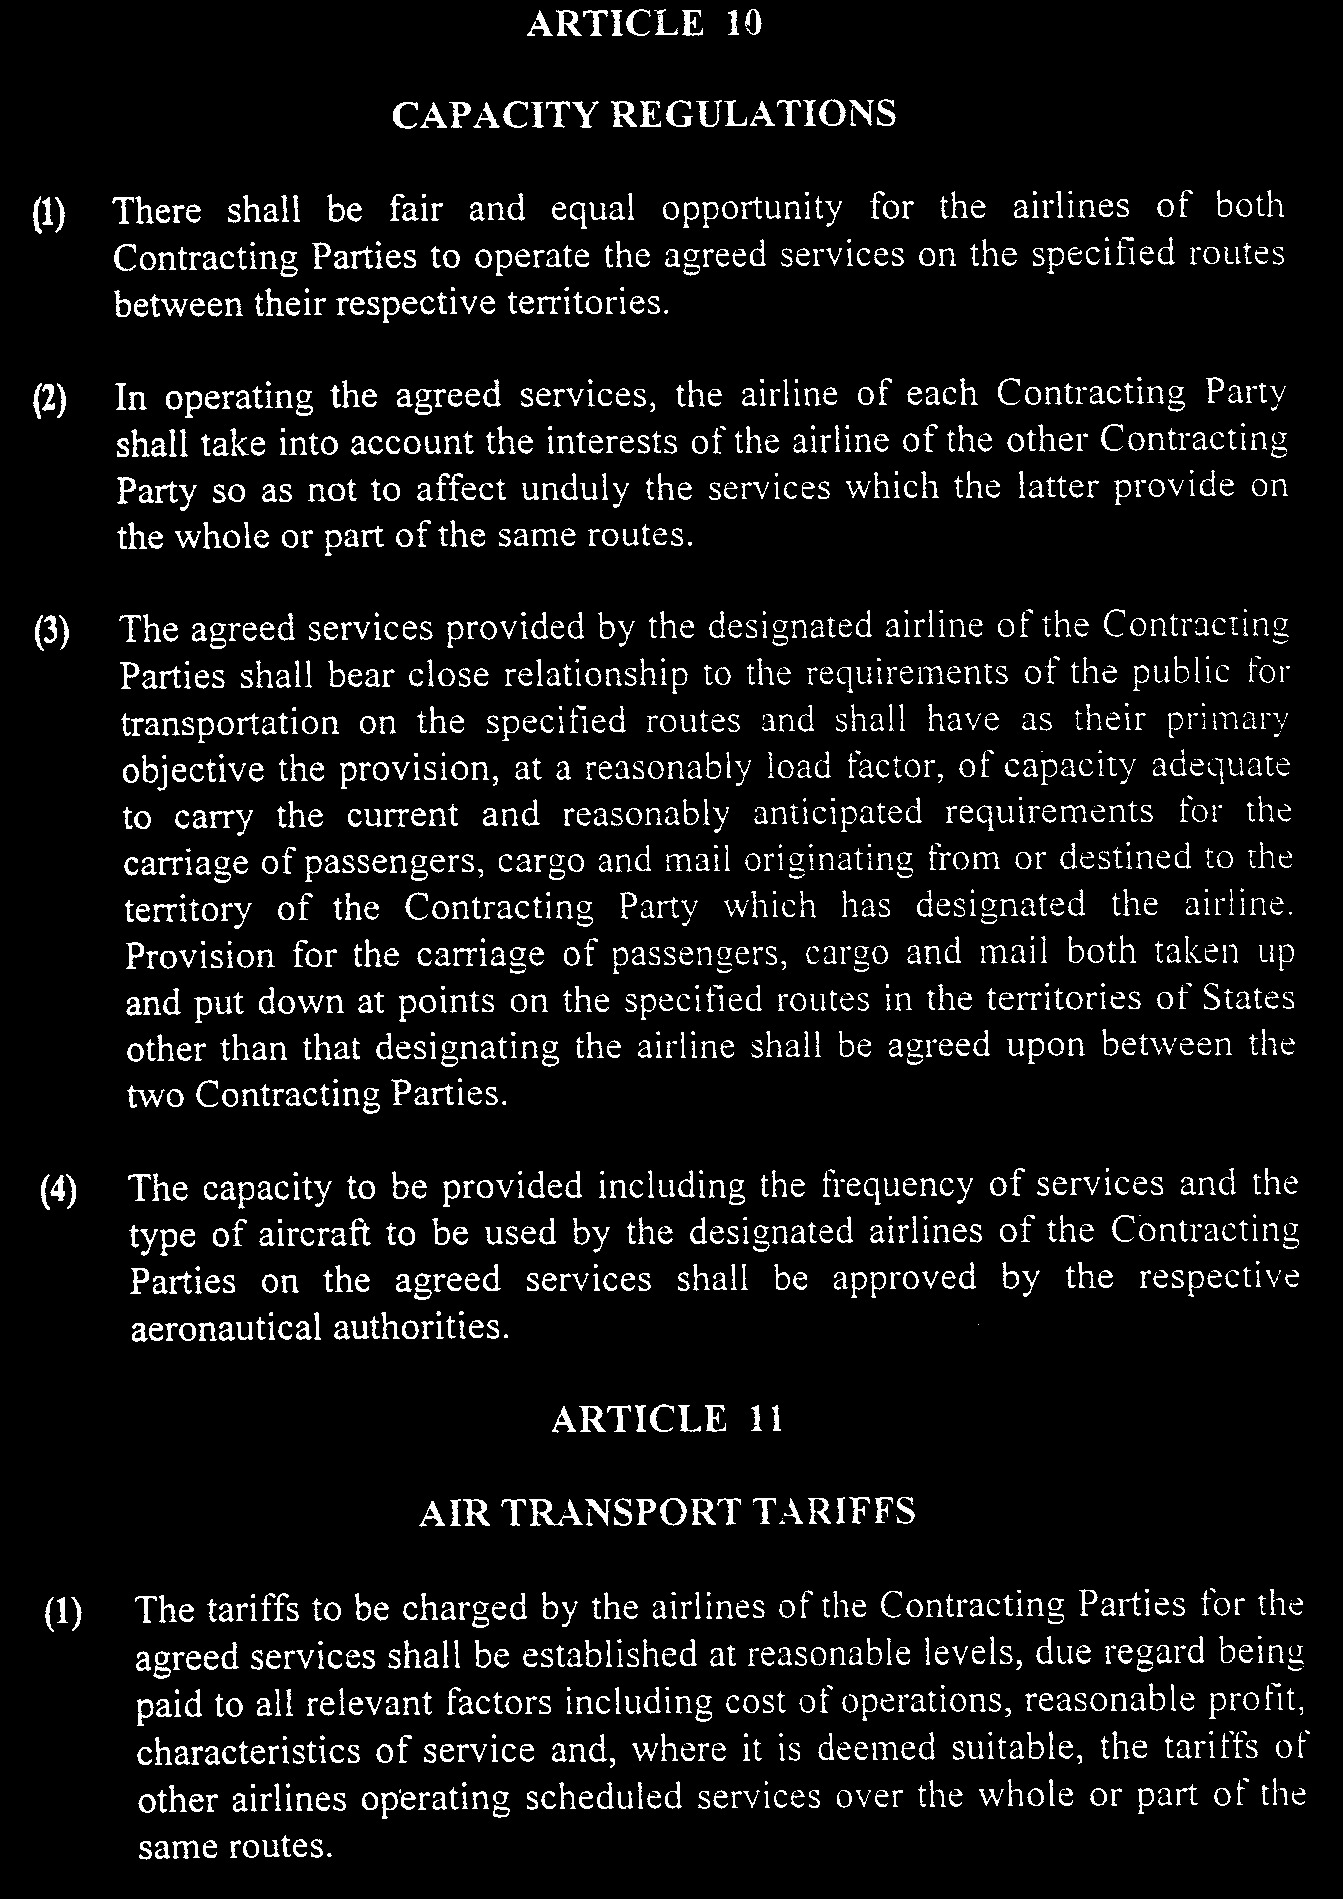 ARTICLE 10
CAPACITY REGULATIONS
(1) There shall be fair and equal opportunity for the airlines of both
Contracting Parties to operate the agreed services on the specified routes
between their respective territories.
(2) In operating the agreed services, the airline of each Contracting Party
shall take into account the interests of the airline of the other Contracting
Party so as not to affect unduly the services which the latter provide on
the whole or part of the same routes.
(3) The agreed services provided by the designated airline of the Contracting
Parties shall bear close relationship to the requirements of the public for
transportation on the specified routes and shall have as their primary
objective the provision, at a reasonably load factor, of capacity adequate
to carry the current and reasonably anticipated requirements for the
carriage of passengers, cargo and mail originating from or destined to the
territory of the Contracting Party which has designated the airline.
Provision for the carriage of passengers, cargo and mail both taken up
and put down at points on the specified routes in the territories of States
other than that designating the airline shall be agreed upon between the
two Contracting Parties.
(4) The capacity to be provided including the frequency of services and the
type of aircraft to be used by the designated airlines of the Contracting
Parties on the agreed services shall be approved by the respective
aeronautical authorities.
ARTICLE 11
AIR TRANSPORT TARIFFS
(1) The tariffs to be charged by the airlines of the Contracting Parties for the
agreed services shall be established at reasonable levels, due regard being
paid to all relevant factors including cost of operations, reasonable profit,
characteristics of service and, where it is deemed suitable, the tariffs of
other airlines operating scheduled services over the whole or part of the
same routes.